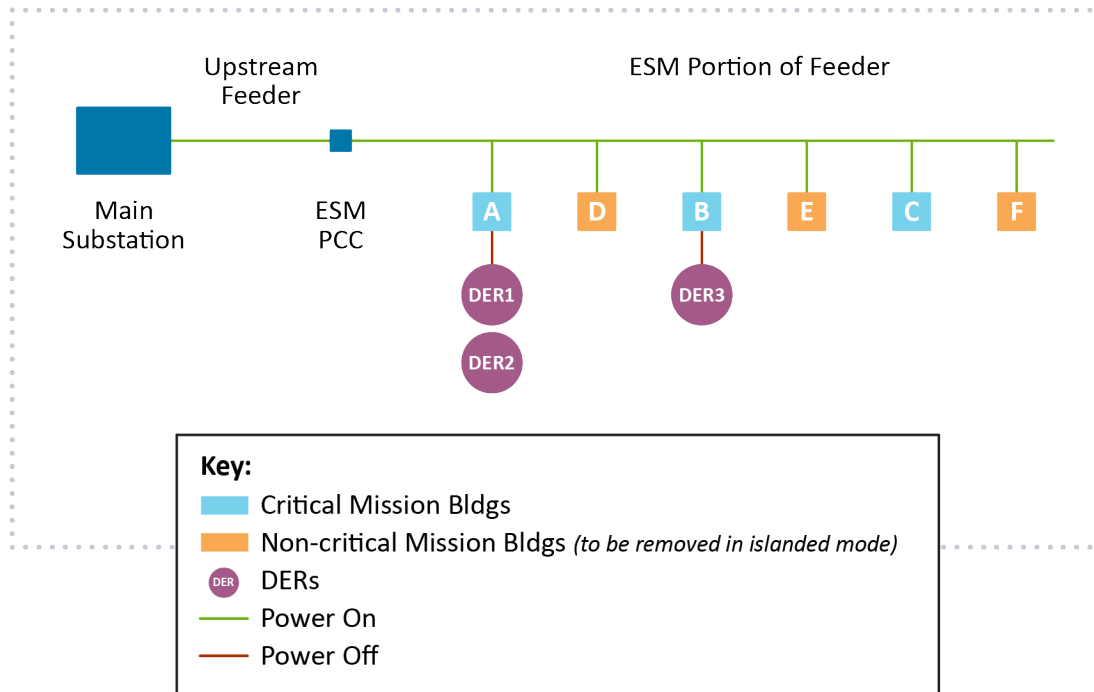 Upstream
Feeder
ESM Portion of Feeder
Main
Substation
ESM
PCC
A
D
B
E
C
F
DER1
DER3
DER2
Key:
Critical Mission Bldgs
Non-critical Mission Bldgs (to be removed in islanded mode)
DER DERs
Power On
Power Off